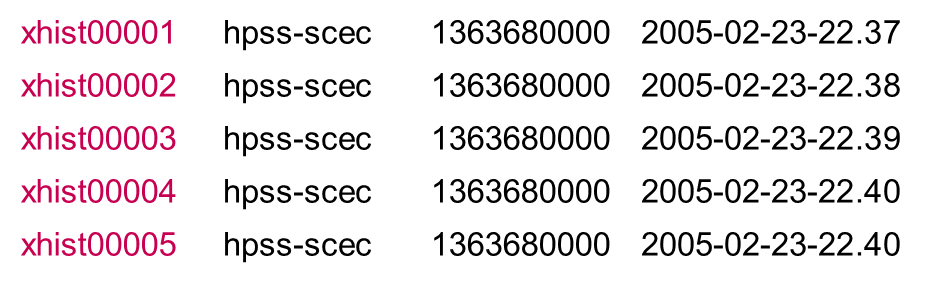 xhist00001 hpss-scec 1363680000 2005-02-23-22.37
xhist00002 hpss-scec 1363680000 2005-02-23-22.38
xhist00003 hpss-scec 1363680000 2005-02-23-22.39
xhist00004 hpss-scec 1363680000 2005-02-23-22.40
xhist00005 hpss-scec 1363680000 2005-02-23-22.40